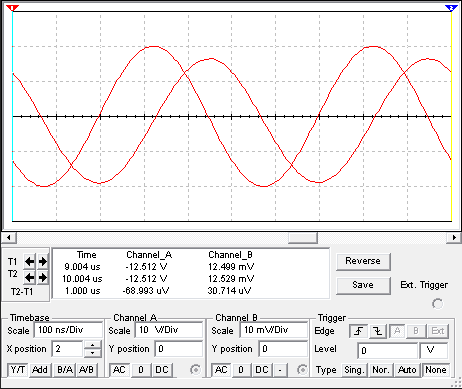 1 2
T1
T2
T2-T1
Time Channel_A Channel_B
9.004 us -12.512 V 12.499 mV
10.004 us -12.512 V 12.529 mV
1.000 us -68.993 uV 30.714 uV
Reverse
Save
Ext. Trigger
Timebase
Scale 100 ns/Div
X position 2
Y/T Add B/A A/B
Channel A
Scale 10 V/Div
Y position 0
AC 0 DC
Channel B
Scale 10 mV/Div
Y position 0
AC 0 DC -
Trigger
Edge A B Ext
Level 0 V
Type Sing. Nor. Auto None